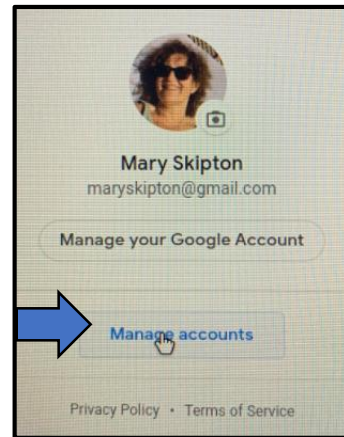 Mary Skipton
maryskipton@gmail.com
Manage your Google Account
Manage accounts
Privacy Policy • Terms of Service